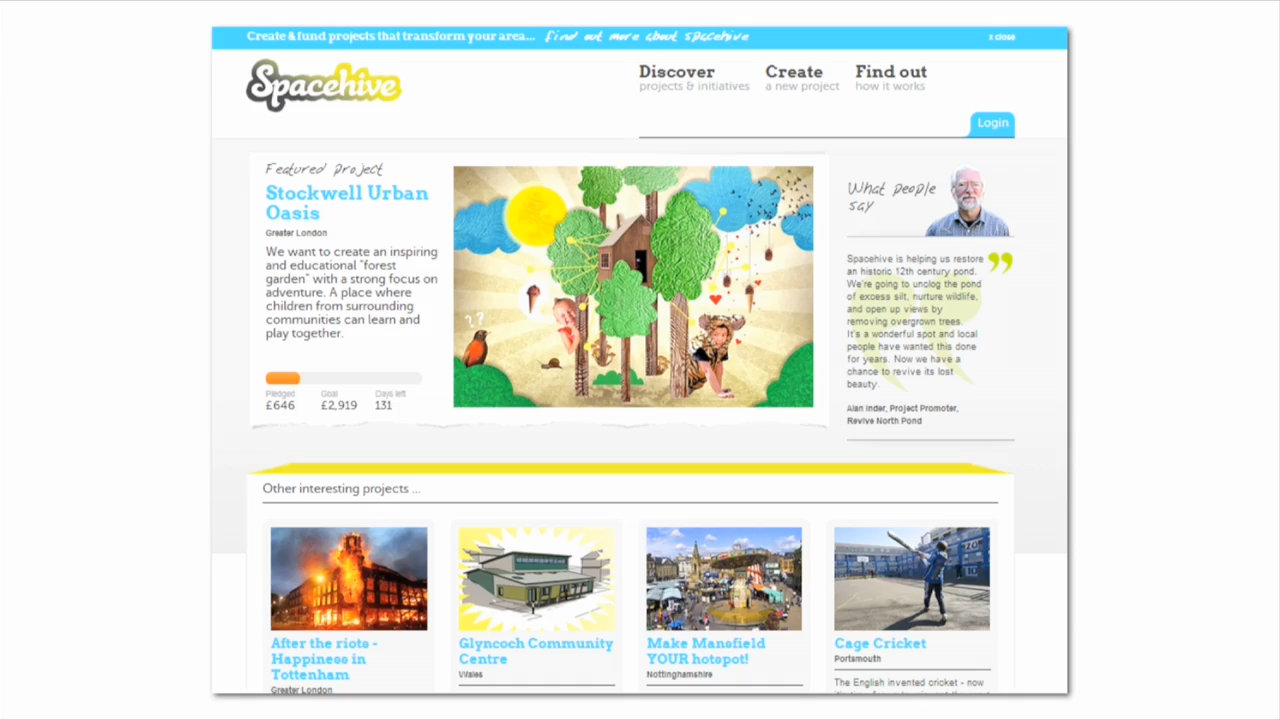 Create & fund projects that transform your area... find out more about spacehive
x close
Spacehive
Discover
projects & initiatives
Create
a new project
Find out
how it works
Login
Featured project
Stockwell Urban
Oasis
Greater London
We want to create an inspiring
and educational "forest
garden" with a strong focus on
adventure. A place where
children from surrounding
communities can learn and
play together.
Pledged Goal Days left
£646 £2,919 131
? ?
What people
say
Spacehive is helping us restore
an historic 12th century pond.
We're going to unclog the pond
of excess silt, nurture wildlife,
and open up views by
removing overgrown trees.
It's a wonderful spot and local
people have wanted this done
for years. Now we have a
chance to revive its lost
beauty.
Alan Inder, Project Promoter,
Revive North Pond
Other interesting projects ...
After the riots -
Happiness in
Tottenham
Greater London
Glyncoch Community
Centre
Wales
Make Mansfield
YOUR hotspot!
Nottinghamshire
Cage Cricket
Portsmouth
The English invented cricket - now